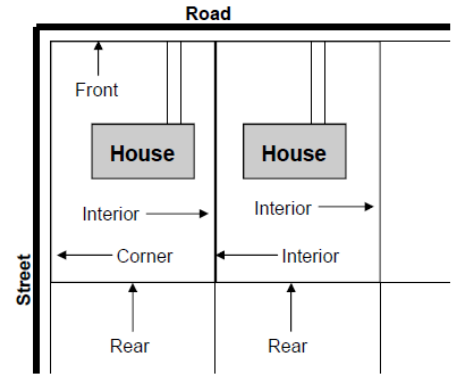 Road
Front
House
House
Interior
Interior
Corner
Interior
Street
Rear
Rear